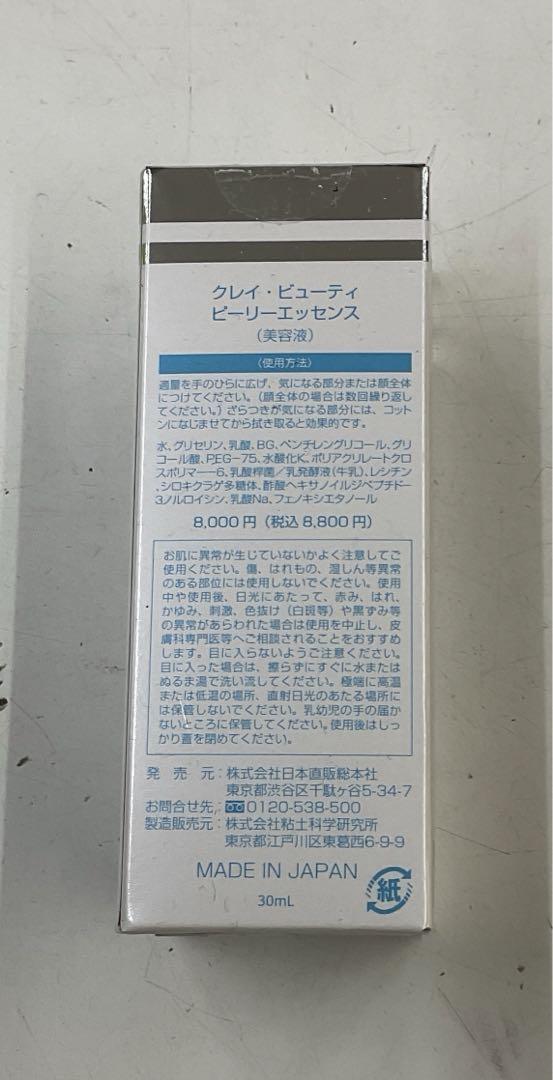 クレイ・ビューティ
ピーリーエッセンス
(美容液)
〈使用方法〉
適量を手のひらに広げ、気になる部分または顔全体
につけてください。(顔全体の場合は数回繰り返し
てください。)ざらつきが気になる部分には、コット
ンになじませてから拭き取ると効果的です。
水、グリセリン、乳酸、BG、ペンチレングリコール、グリ
コール酸、PEG-75、水酸化K、ポリアクリレートクロ
スポリマー-6、乳酸桿菌/乳発酵液(牛乳)、レシチン、
シロキクラゲ多糖体、酢酸ヘキサノイルジペプチド-
3ノルロイシン、乳酸Na、フェノキシエタノール
8,000円(税込8,800円)
お肌に異常が生じていないかよく注意してご
使用ください。傷、はれもの、湿しん等異常
のある部位には使用しないでください。使用
中や使用後、日光にあたって、赤み、はれ、
かゆみ、刺激、色抜け(白斑等)や黒ずみ等
の異常があらわれた場合は使用を中止し、皮
膚科専門医等へご相談されることをおすすめ
します。目に入らないようご注意ください。
目に入った場合は、擦らずにすぐに水または
ぬるま湯で洗い流してください。極端に高温
または低温の場所、直射日光のあたる場所に
は保管しないでください。乳幼児の手の届か
ないところに保管してください。使用後はしっ
かり蓋を閉めてください。
発売元:株式会社日本直販総本社
東京都渋谷区千駄ヶ谷5-34-7
お問合せ先:0120-538-500
製造販売元:株式会社粘土科学研究所
東京都江戸川区東葛西6-9-9
MADE IN JAPAN
紙
30mL